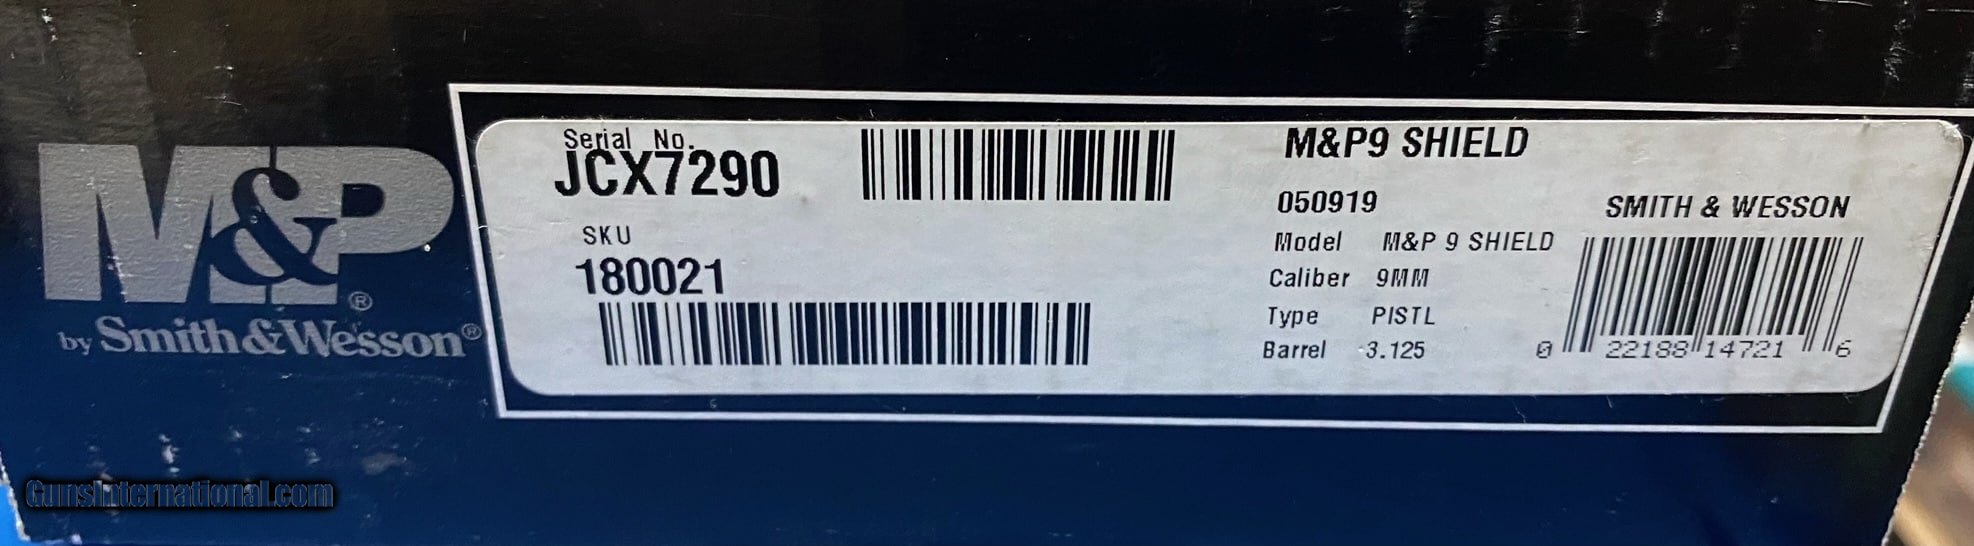 M&P®
by Smith&Wesson®
Serial No.
JCX7290
SKU
180021
M&P9 SHIELD
050919
Model M&P 9 SHIELD
Caliber 9MM
Type PISTL
Barrel 3.125
SMITH & WESSON
0 22188 14721 6
GunsInternational.com